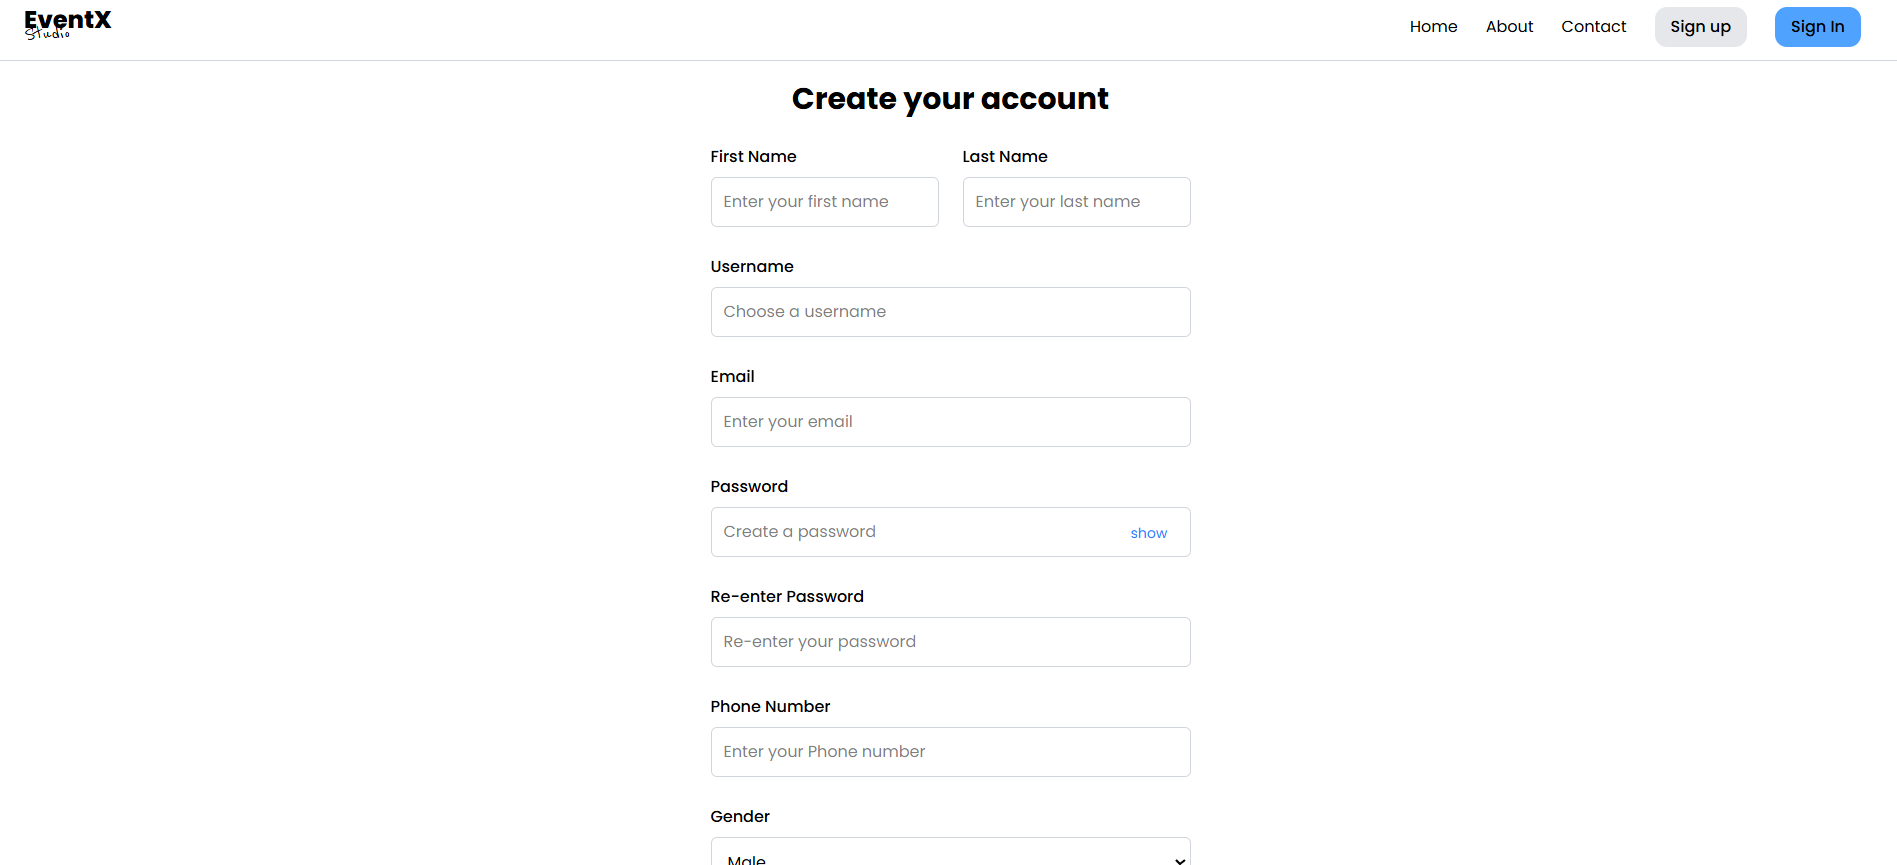 EventX
Studio
Home About Contact Sign up Sign In
Create your account
First Name Last Name
Enter your first name Enter your last name
Username
Choose a username
Email
Enter your email
Password
Create a password show
Re-enter Password
Re-enter your password
Phone Number
Enter your Phone number
Gender
Male